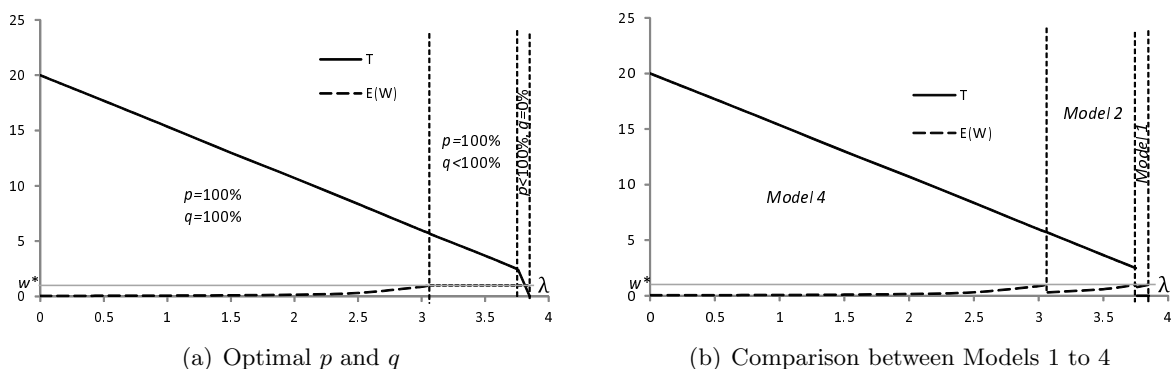 25
20
15
10
5
0
w*
T
E(W)
p=100%
q=100%
p=100%
q<100%
p<100%, q=0%
λ
0 0.5 1 1.5 2 2.5 3 3.5 4
(a) Optimal p and q
25
20
15
10
5
0
w*
T
E(W)
Model 4
Model 2
Model 1
λ
0 0.5 1 1.5 2 2.5 3 3.5 4
(b) Comparison between Models 1 to 4